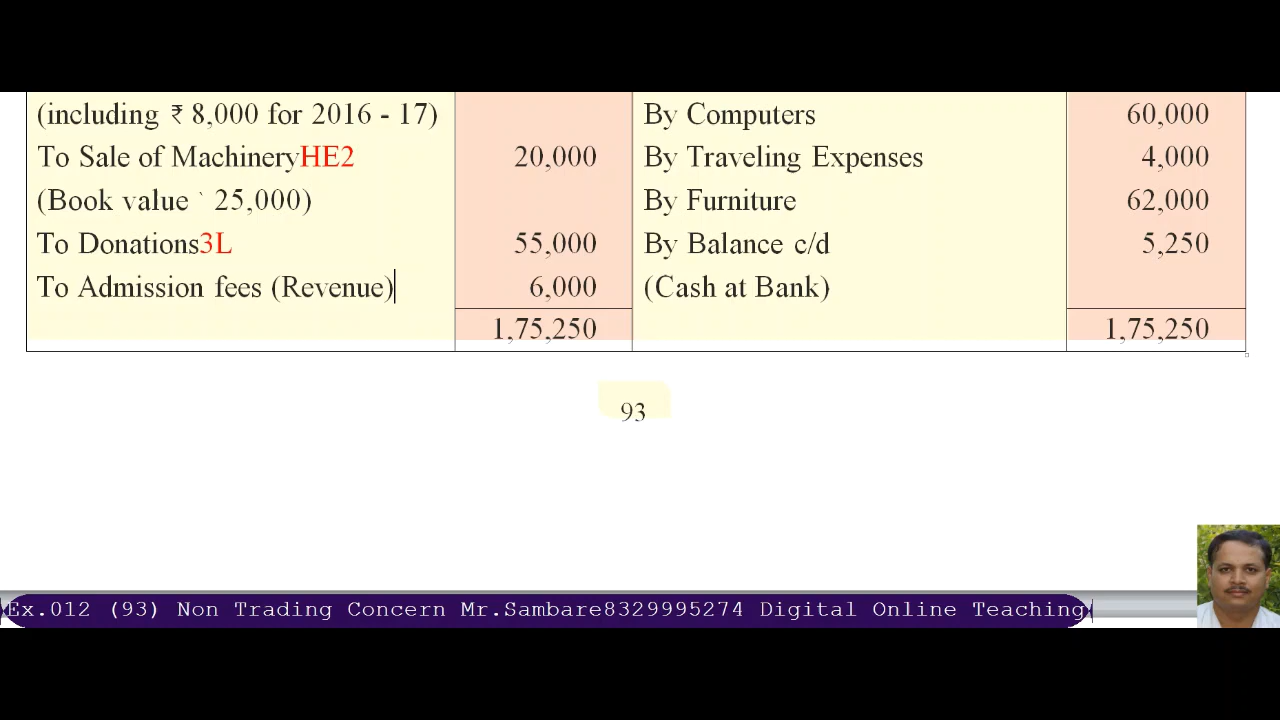 (including ₹ 8,000 for 2016 - 17) By Computers 60,000
To Sale of MachineryHE2 20,000 By Traveling Expenses 4,000
(Book value ` 25,000) By Furniture 62,000
To Donations3L 55,000 By Balance c/d 5,250
To Admission fees (Revenue) 6,000 (Cash at Bank)
1,75,250 1,75,250
93
Ex.012 (93) Non Trading Concern Mr.Sambare8329995274 Digital Online Teaching